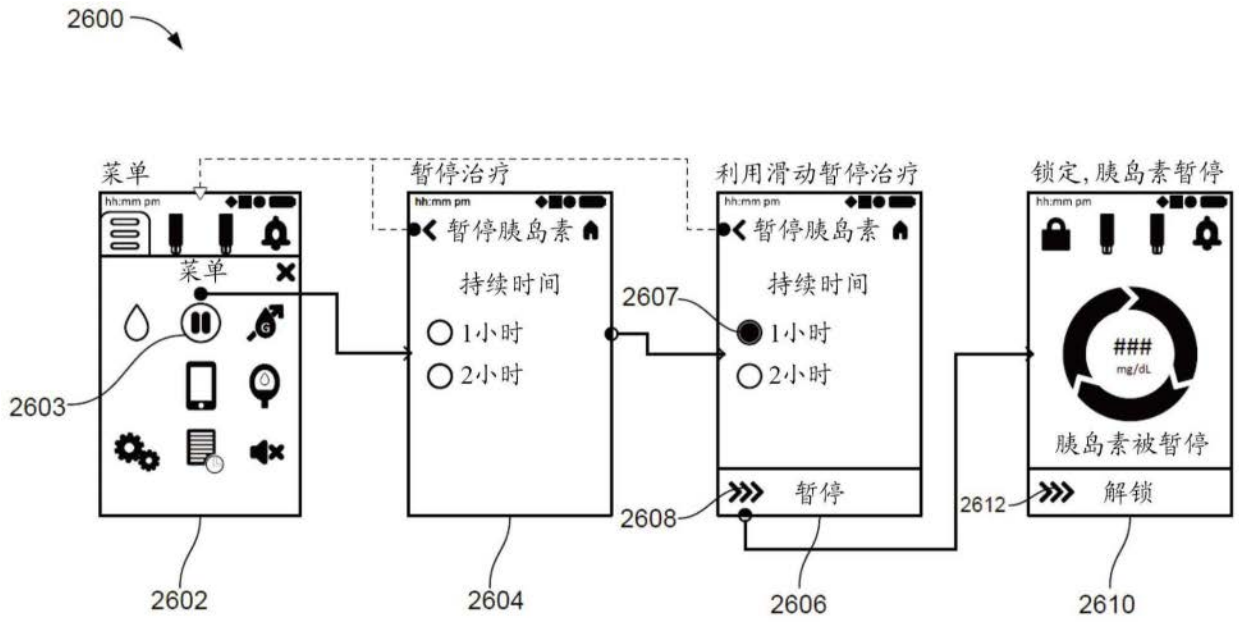 2600
菜单
hh:mm pm
菜单
G
2603
2602
暂停治疗
hh:mm pm
暂停胰岛素
持续时间
1小时
2小时
2604
利用滑动暂停治疗
hh:mm pm
暂停胰岛素
持续时间
2607
1小时
2小时
2608
暂停
2606
锁定,胰岛素暂停
hh:mm pm
###
mg/dL
胰岛素被暂停
2612
解锁
2610